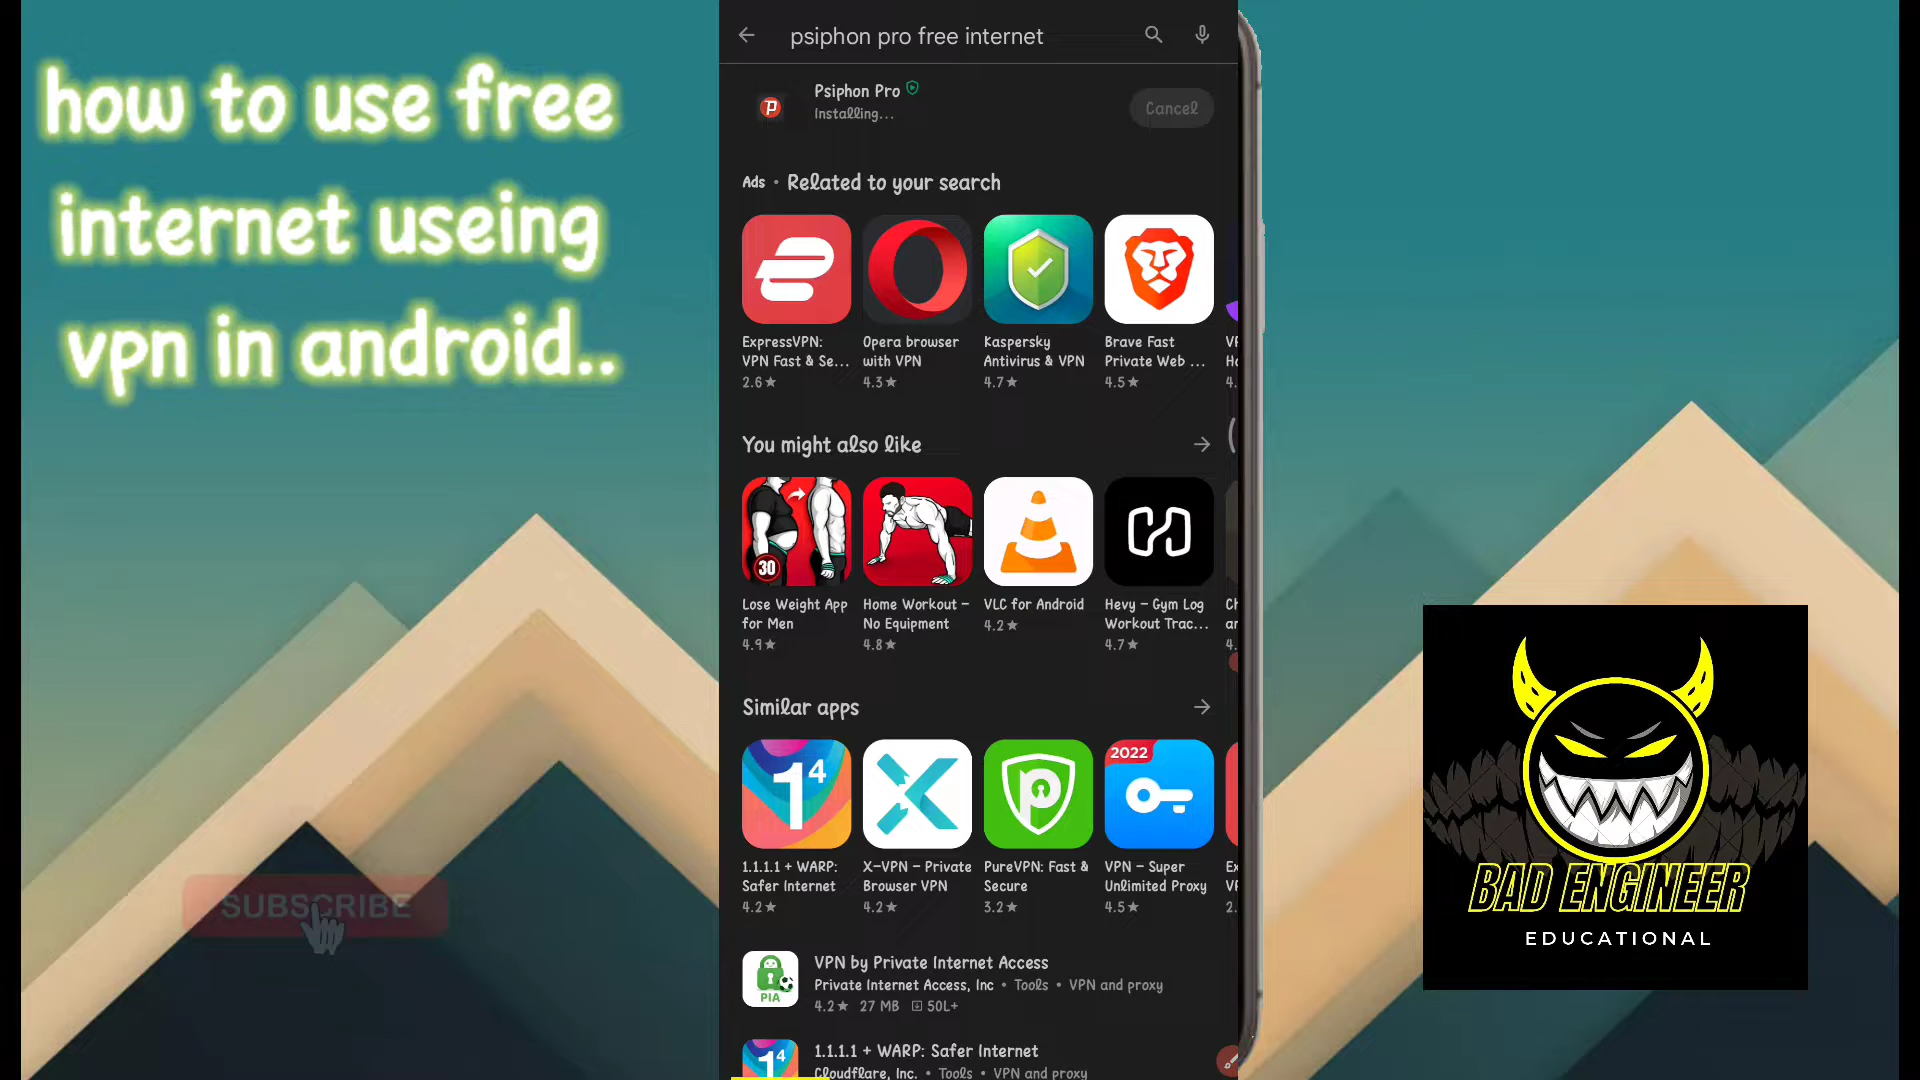 how to use free
internet useing
vpn in android..
SUBSCRIBE
psiphon pro free internet
Psiphon Pro
Installing...
Cancel
Ads • Related to your search
ExpressVPN:
VPN Fast & Se...
2.6★
Opera browser
with VPN
4.3★
Kaspersky
Antivirus & VPN
4.7★
Brave Fast
Private Web ...
4.5★
You might also like
30
Lose Weight App
for Men
4.9★
Home Workout –
No Equipment
4.8★
VLC for Android
4.2★
Hevy – Gym Log
Workout Trac...
4.7★
Similar apps
1⁴
1.1.1.1 + WARP:
Safer Internet
4.2★
X-VPN – Private
Browser VPN
4.2★
PureVPN: Fast &
Secure
3.2★
2022
VPN – Super
Unlimited Proxy
4.5★
PIA
VPN by Private Internet Access
Private Internet Access, Inc • Tools • VPN and proxy
4.2★ 27 MB 50L+
1⁴
1.1.1.1 + WARP: Safer Internet
Cloudflare, Inc. • Tools • VPN and proxy
BAD ENGINEER
EDUCATIONAL